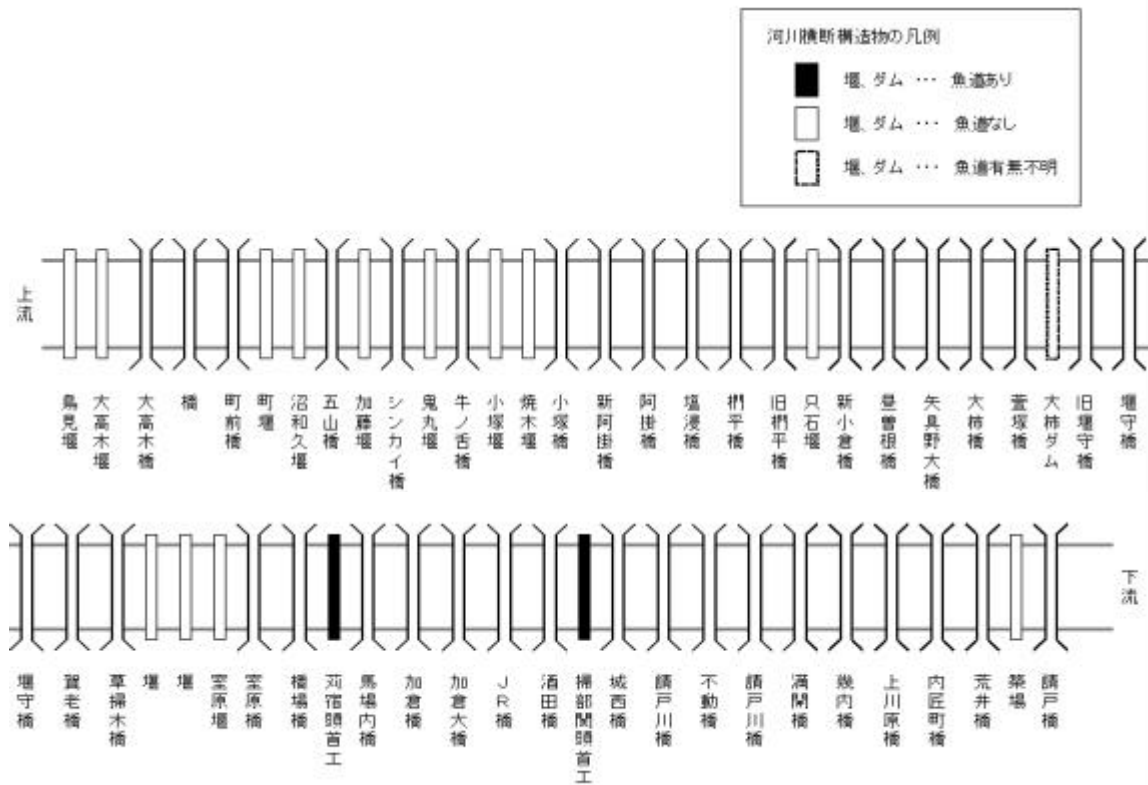 河川横断構造物の凡例
堰、ダム ･･･ 魚道あり
堰、ダム ･･･ 魚道なし
堰、ダム ･･･ 魚道有無不明
上流
鳥見堰
大高木堰
大高木橋
橋
町前橋
町堰
沼和久堰
五山橋
加藤堰
シンカイ橋
鬼丸堰
牛ノ舌橋
小塚堰
焼木堰
小塚橋
新阿掛橋
阿掛橋
塩浸橋
椚平橋
旧椚平橋
只石堰
新小倉橋
昼曽根橋
矢具野大橋
大柿橋
萱塚橋
大柿ダム
旧堰守橋
堰守橋
堰守橋
賀老橋
草掃木橋
堰
堰
室原堰
室原橋
橋場橋
苅宿頭首工
馬場内橋
加倉橋
加倉大橋
JR橋
酒田橋
掃部関頭首工
城西橋
請戸川橋
不動橋
請戸川橋
満開橋
幾内橋
上川原橋
内匠町橋
荒井橋
簗場
請戸橋
下流